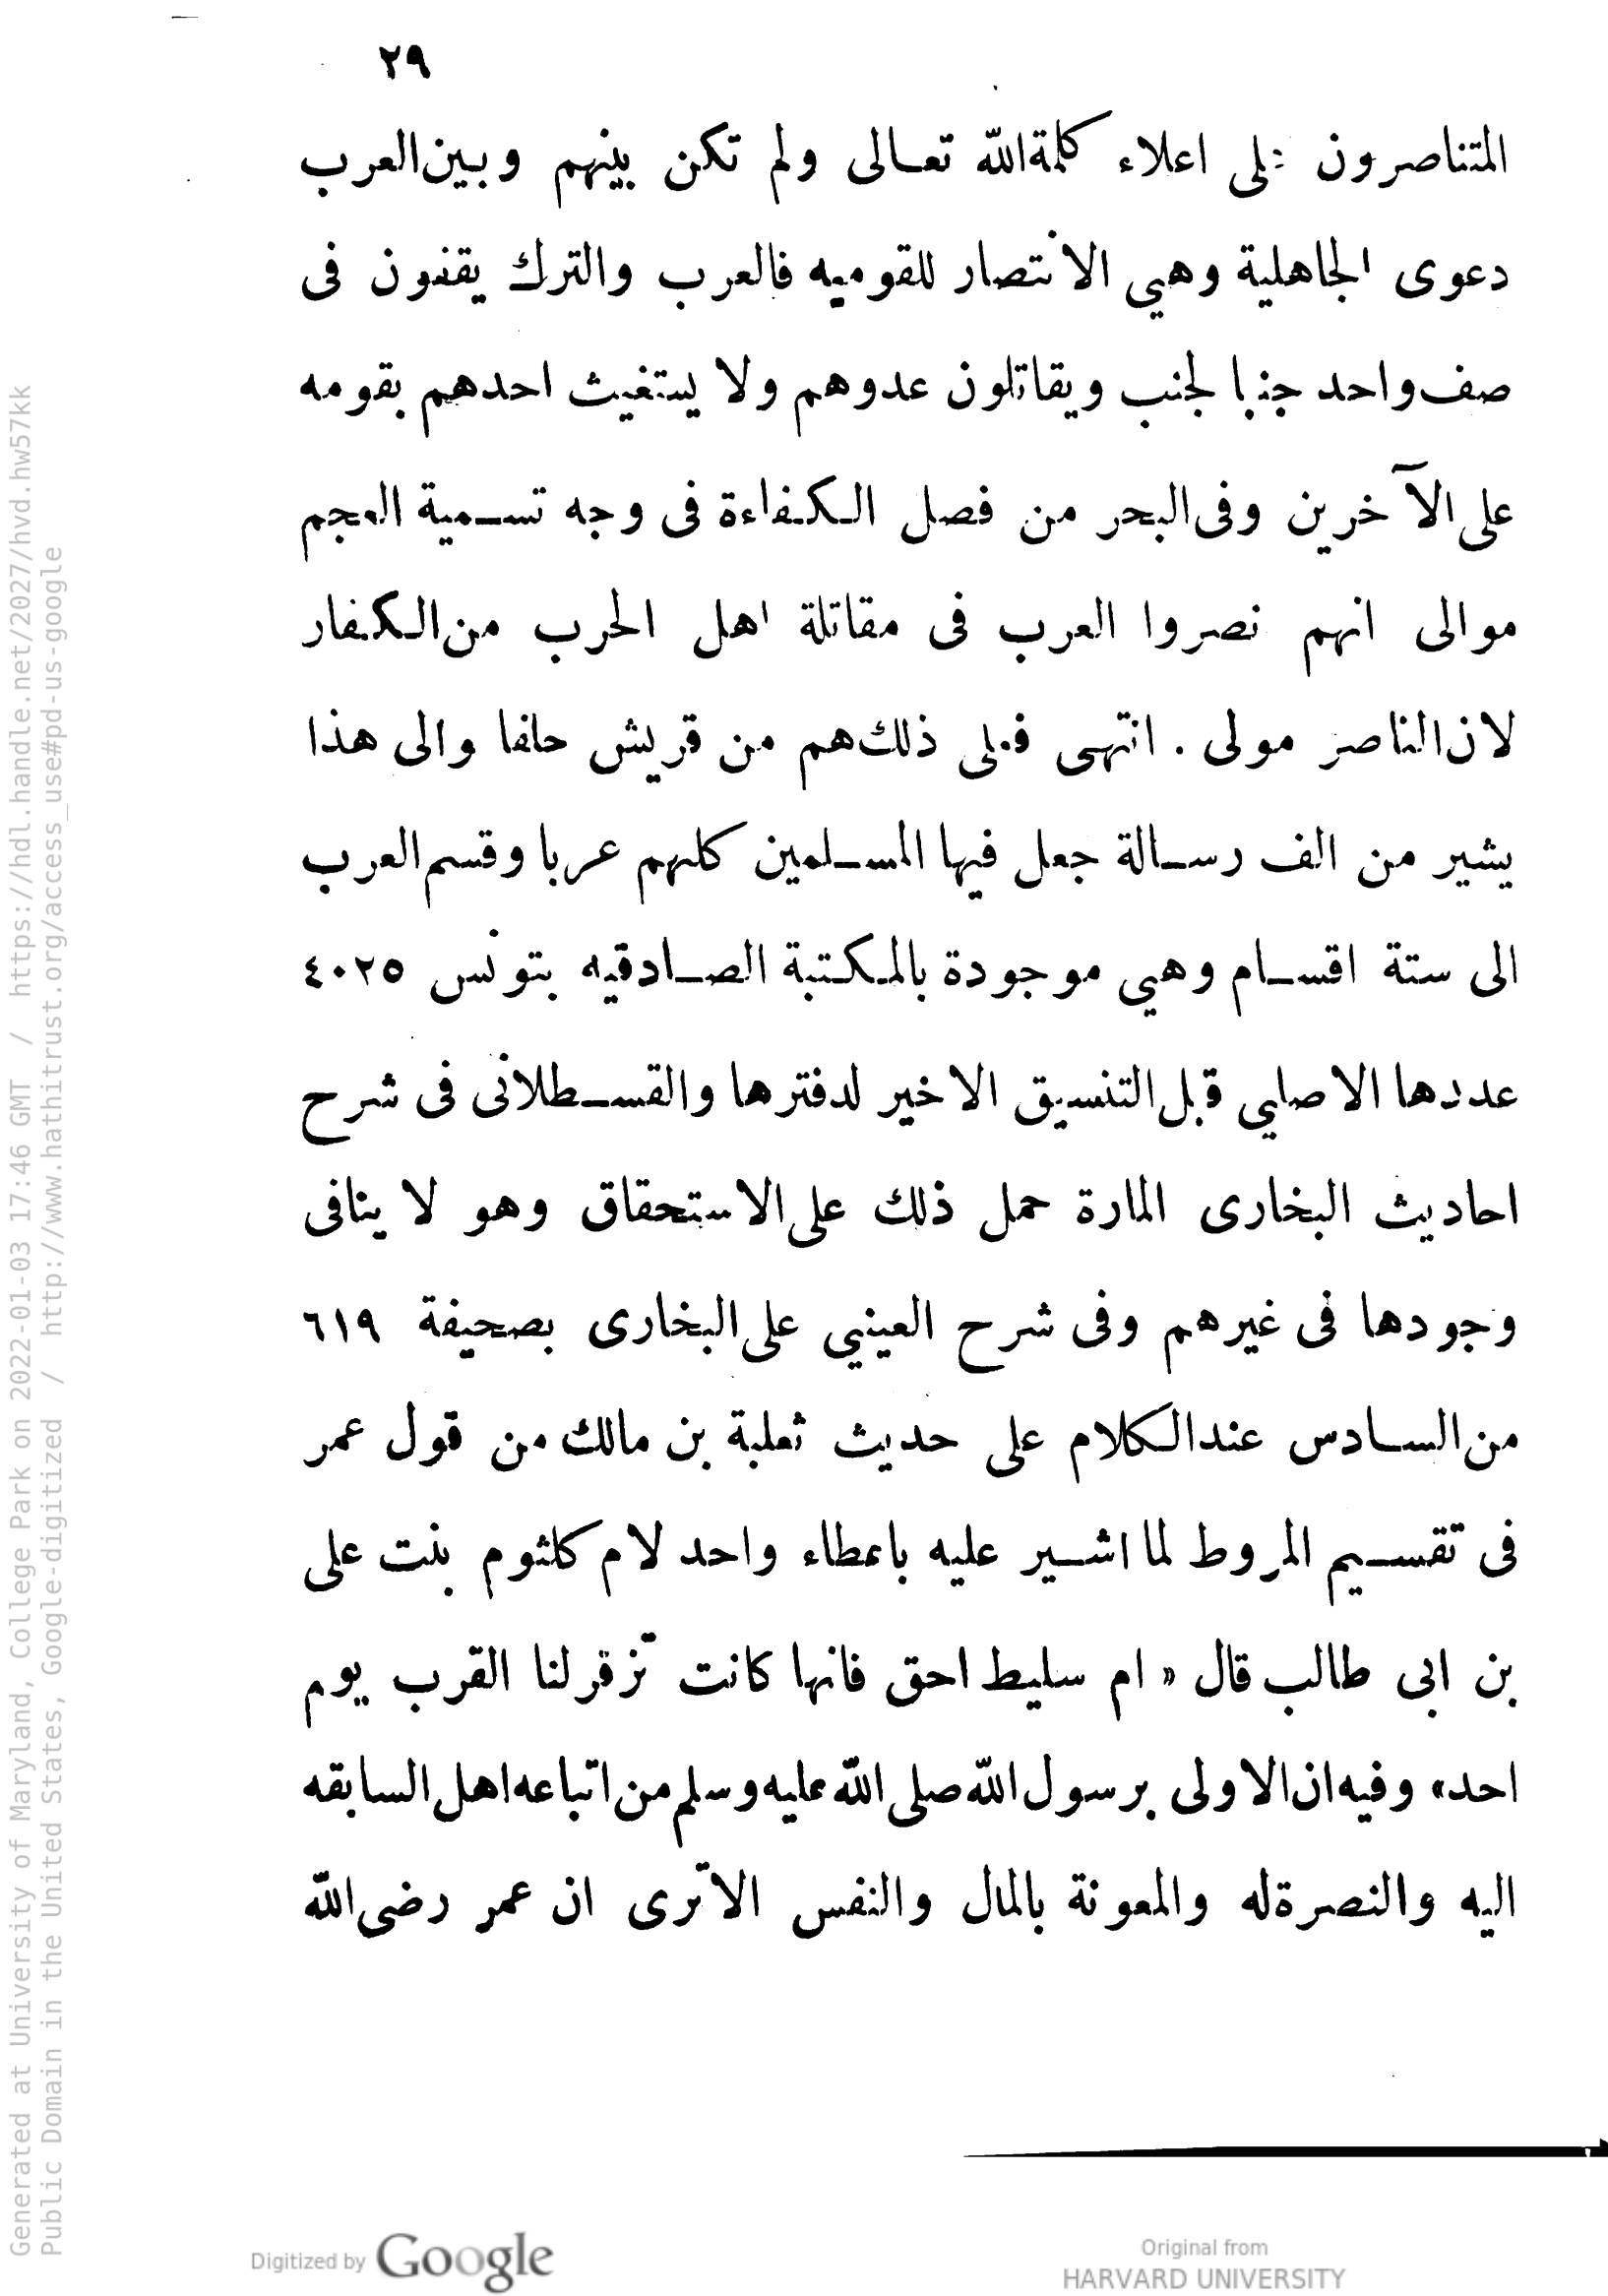 ٢٩
المتناصرون على اعلاء كلمة الله تعالى ولم تكن بينهم وبين العرب
دعوى الجاهلية وهي الانتصار للقوميه فالعرب والترك يقفون فى
صف واحد جنبا لجنب ويقاتلون عدوهم ولا يستغيث احدهم بقومه
على الآخرين وفى البحر من فصل الكفاءة فى وجه تسمية العجم
موالى انهم نصروا العرب فى مقاتلة اهل الحرب من الكفار
لان الناصر مولى . انتهى فعلى ذلك هم من قريش حلفا والى هذا
يشير من الف رسالة جعل فيها المسلمين كلهم عربا وقسم العرب
الى ستة اقسام وهي موجودة بالمكتبة الصادقيه بتونس ٤٠٢٥
عددها الاصلي قبل التنسيق الاخير لدفترها والقسطلانى فى شرح
احاديث البخارى المارة حمل ذلك على الاستحقاق وهو لا ينافى
وجودها فى غيرهم وفى شرح العيني على البخارى بصحيفة ٦١٩
من السادس عند الكلام على حديث ثعلبة بن مالك من قول عمر
فى تقسيم المروط لما اشير عليه باعطاء واحد لام كلثوم بنت على
بن ابى طالب قال « ام سليط احق فانها كانت تزفر لنا القرب يوم
احد» وفيه ان الاولى برسول الله صلى الله عليه وسلم من اتباعه اهل السابقه
اليه والنصرة له والمعونة بالمال والنفس الا ترى ان عمر رضى الله
Digitized by Google
Original from
HARVARD UNIVERSITY
Generated at University of Maryland, College Park on 2022-01-03 17:46 GMT / https://hdl.handle.net/2027/hvd.hw57kk
Public Domain in the United States, Google-digitized / http://www.hathitrust.org/access_use#pd-us-google